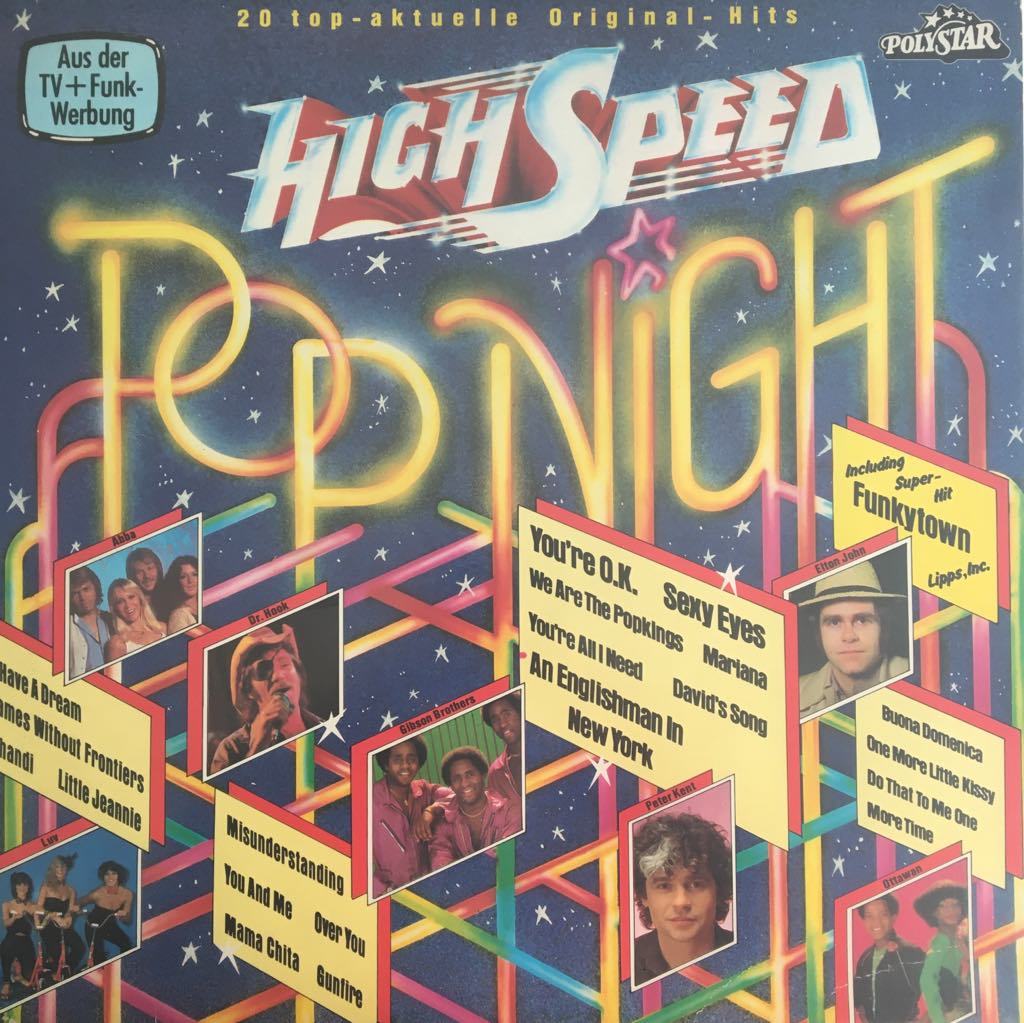 20 top-aktuelle Original-Hits
POLYSTAR
Aus der
TV+Funk-
Werbung
HIGH SPEED
POP NIGHT
Including
Super-
Hit
Funkytown
Lipps, Inc.
Abba
Dr. Hook
You're O.K. Sexy Eyes
We Are The Popkings Mariana
You're All I Need David's Song
An Englishman In
New York
Elton John
Have A Dream
ames Without Frontiers
handi Little Jeannie
Gibson Brothers
Buona Domenica
One More Little Kissy
Do That To Me One
More Time
Luv
Misunderstanding
You And Me Over You
Mama Chita Gunfire
Peter Kent
Ottawan